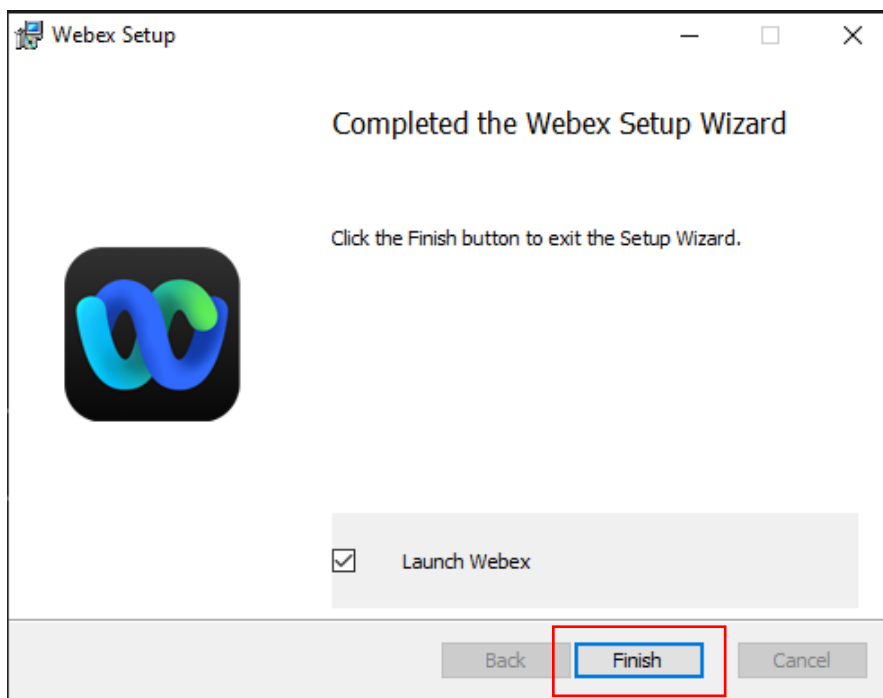 Webex Setup
Completed the Webex Setup Wizard
Click the Finish button to exit the Setup Wizard.
Launch Webex
Back Finish Cancel